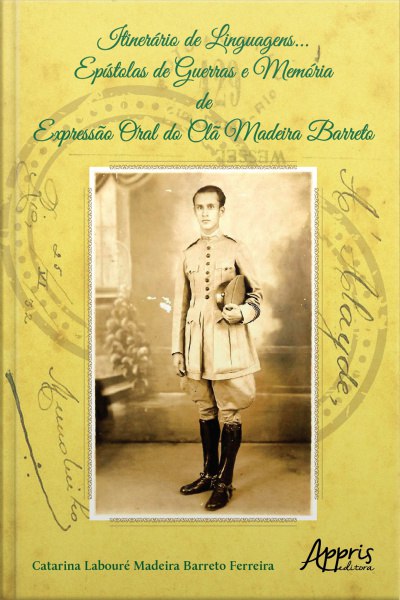 Itinerário de Linguagens...
Epístolas de Guerras e Memória
de
Expressão Oral do Clã Madeira Barreto
A' Alayde,
Catarina Labouré Madeira Barreto Ferreira
Appris
editora